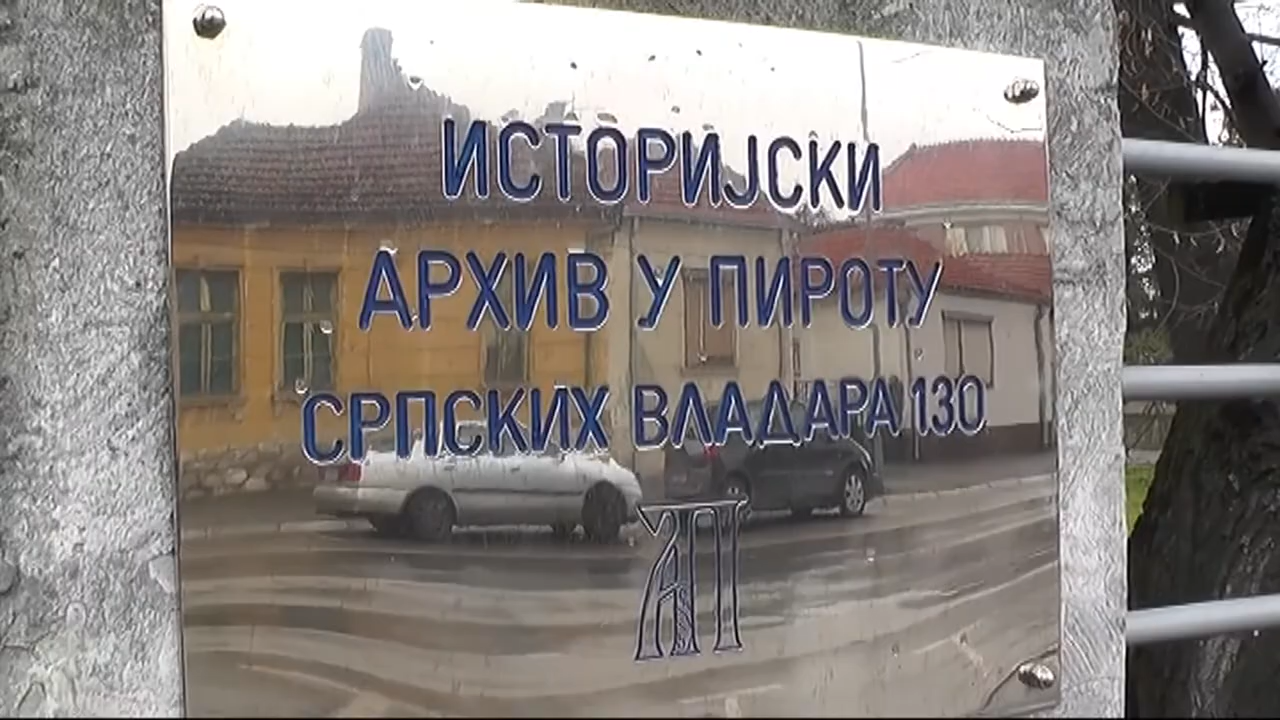 ИСТОРИЈСКИ
АРХИВ У ПИРОТУ
СРПСКИХ ВЛАДАРА 130
АП